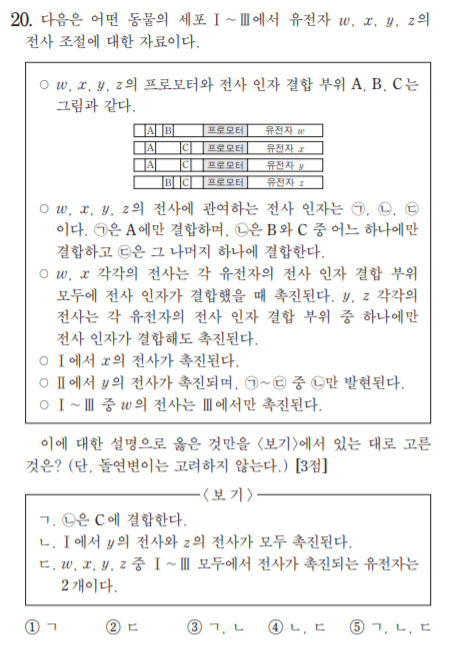 20. 다음은 어떤 동물의 세포 Ⅰ~Ⅲ에서 유전자 w, x, y, z의
전사 조절에 대한 자료이다.
○ w, x, y, z의 프로모터와 전사 인자 결합 부위 A, B, C는
그림과 같다.
A B 프로모터 유전자 w
A C 프로모터 유전자 x
A C 프로모터 유전자 y
B C 프로모터 유전자 z
○ w, x, y, z의 전사에 관여하는 전사 인자는 ㉠, ㉡, ㉢
이다. ㉠은 A에만 결합하며, ㉡은 B와 C 중 어느 하나에만
결합하고 ㉢은 그 나머지 하나에 결합한다.
○ w, x 각각의 전사는 각 유전자의 전사 인자 결합 부위
모두에 전사 인자가 결합했을 때 촉진된다. y, z 각각의
전사는 각 유전자의 전사 인자 결합 부위 중 하나에만
전사 인자가 결합해도 촉진된다.
○ Ⅰ에서 x의 전사가 촉진된다.
○ Ⅱ에서 y의 전사가 촉진되며, ㉠~㉢ 중 ㉡만 발현된다.
○ Ⅰ~Ⅲ 중 w의 전사는 Ⅲ에서만 촉진된다.
이에 대한 설명으로 옳은 것만을 <보기>에서 있는 대로 고른
것은? (단, 돌연변이는 고려하지 않는다.) [3점]
<보 기>
ㄱ. ㉡은 C에 결합한다.
ㄴ. Ⅰ에서 y의 전사와 z의 전사가 모두 촉진된다.
ㄷ. w, x, y, z 중 Ⅰ~Ⅲ 모두에서 전사가 촉진되는 유전자는
2개이다.
① ㄱ ② ㄷ ③ ㄱ, ㄴ ④ ㄴ, ㄷ ⑤ ㄱ, ㄴ, ㄷ